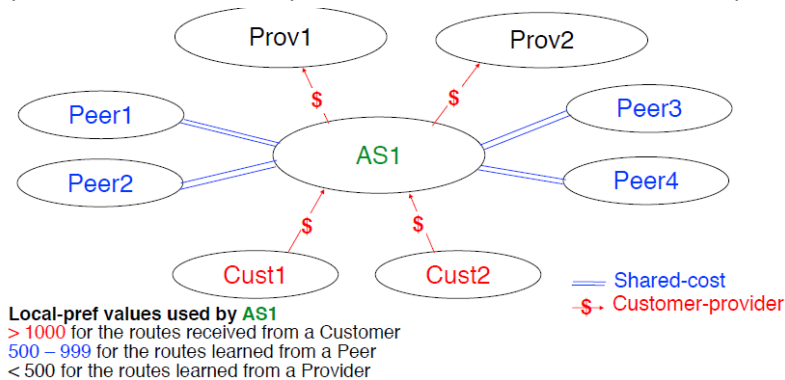 Prov1
Prov2
Peer1
Peer3
$
$
AS1
Peer2
Peer4
$
$
Cust1
Cust2
Shared-cost
$ Customer-provider
Local-pref values used by AS1
> 1000 for the routes received from a Customer
500 – 999 for the routes learned from a Peer
< 500 for the routes learned from a Provider